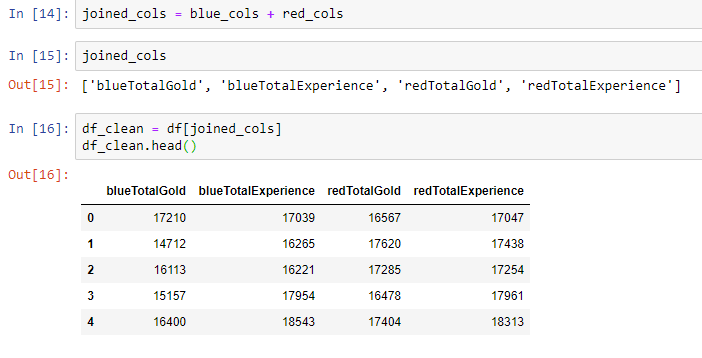 In [14]: joined_cols = blue_cols + red_cols
In [15]: joined_cols
Out[15]: ['blueTotalGold', 'blueTotalExperience', 'redTotalGold', 'redTotalExperience']
In [16]: df_clean = df[joined_cols]
df_clean.head()
Out[16]:
blueTotalGold blueTotalExperience redTotalGold redTotalExperience
0 17210 17039 16567 17047
1 14712 16265 17620 17438
2 16113 16221 17285 17254
3 15157 17954 16478 17961
4 16400 18543 17404 18313